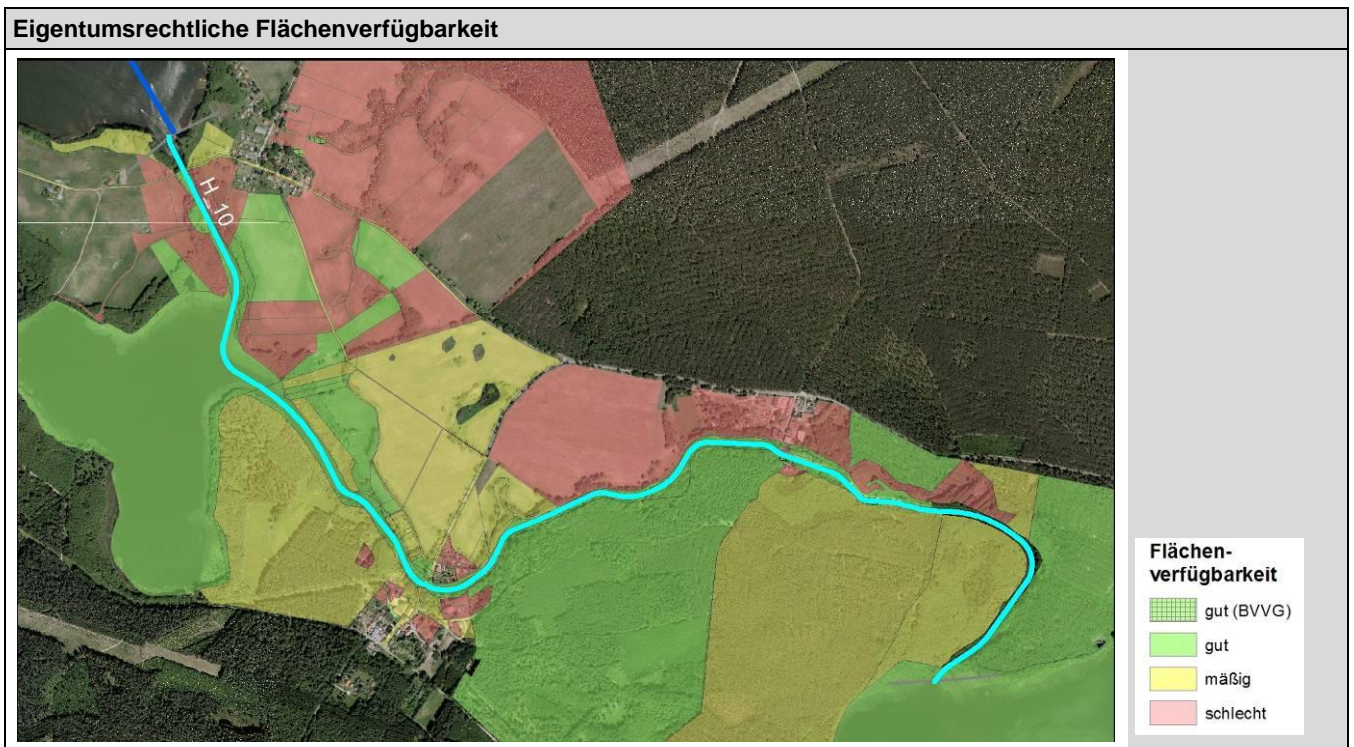 Eigentumsrechtliche Flächenverfügbarkeit
H_10
Flächen-
verfügbarkeit
gut (BVVG)
gut
mäßig
schlecht